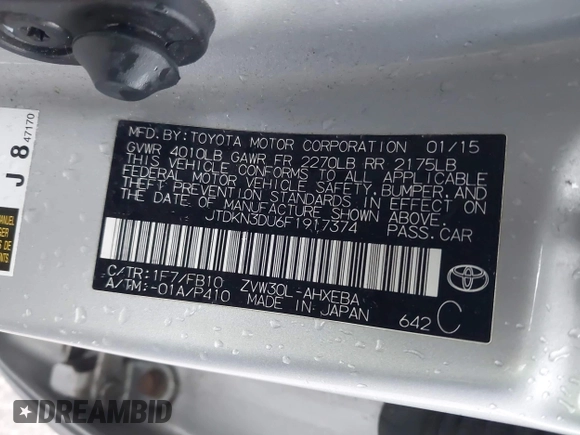 MFD. BY: TOYOTA MOTOR CORPORATION 01/15
GVWR 4010LB GAWR FR 2270LB RR 2175LB
THIS VEHICLE CONFORMS TO ALL APPLICABLE
FEDERAL MOTOR VEHICLE SAFETY, BUMPER, AND
THEFT PREVENTION STANDARDS IN EFFECT ON
THE DATE OF MANUFACTURE SHOWN ABOVE.
JTDKN3DU6F1917374 PASS. CAR
C/TR: 1F7/FB10 ZVW30L-AHXEBA
A/TM: -01A/P410 MADE IN JAPAN
642 C
TOYOTA
J 8 47170
DREAMBID